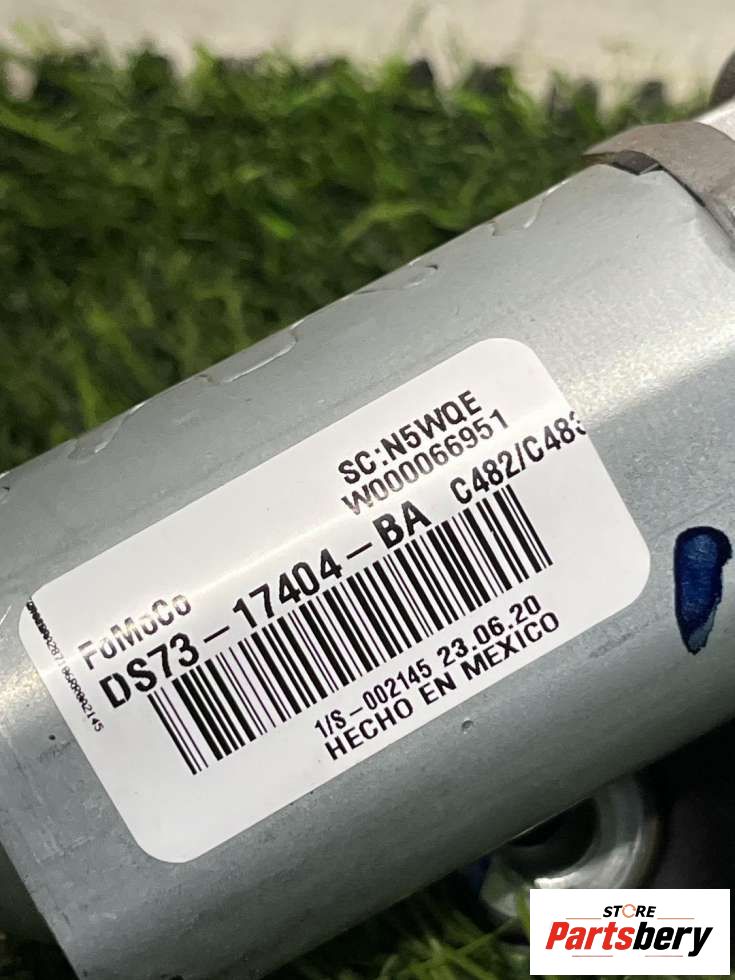 SC:N5WQE
W000066951
FoMoCo
DS73-17404-BA C482/C483
1/S-002145 23.06.20
HECHO EN MEXICO
STORE
Partsbery